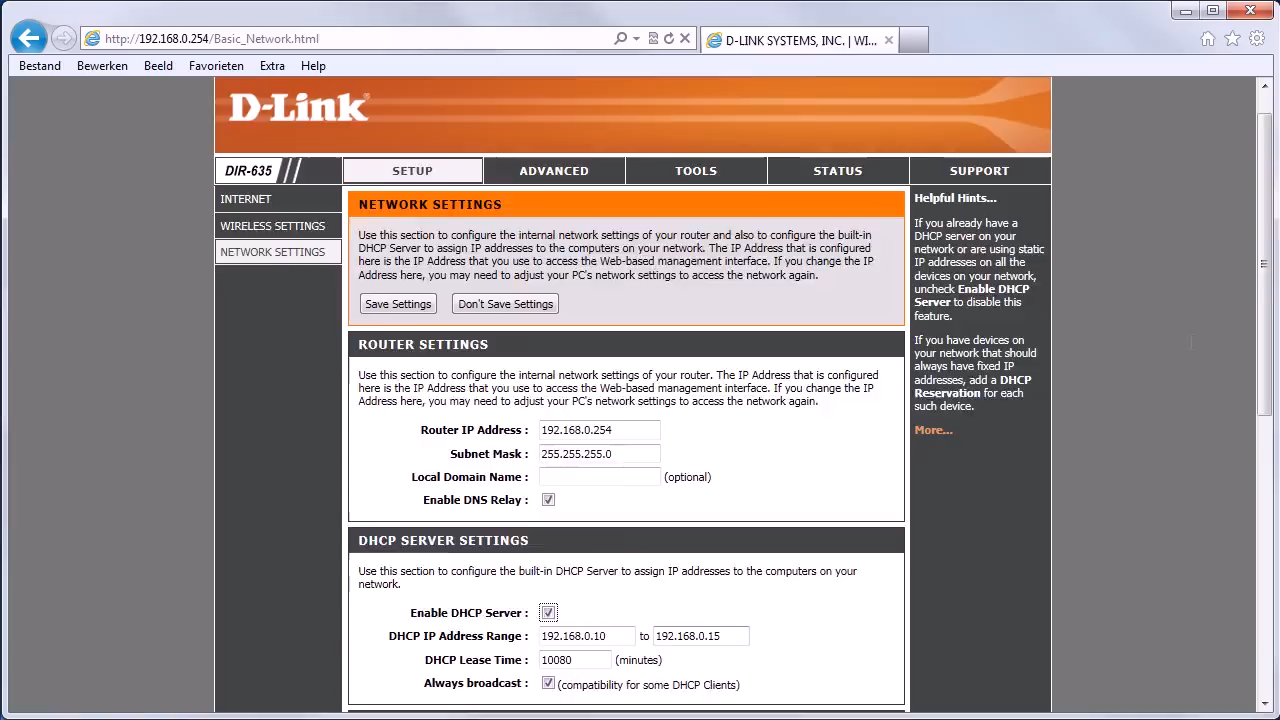 http://192.168.0.254/Basic_Network.html
D-LINK SYSTEMS, INC. | WI...
Bestand Bewerken Beeld Favorieten Extra Help
D-Link®
DIR-635 SETUP ADVANCED TOOLS STATUS SUPPORT
INTERNET
WIRELESS SETTINGS
NETWORK SETTINGS
NETWORK SETTINGS
Use this section to configure the internal network settings of your router and also to configure the built-in
DHCP Server to assign IP addresses to the computers on your network. The IP Address that is configured
here is the IP Address that you use to access the Web-based management interface. If you change the IP
Address here, you may need to adjust your PC's network settings to access the network again.
Save Settings Don't Save Settings
ROUTER SETTINGS
Use this section to configure the internal network settings of your router. The IP Address that is configured
here is the IP Address that you use to access the Web-based management interface. If you change the IP
Address here, you may need to adjust your PC's network settings to access the network again.
Router IP Address : 192.168.0.254
Subnet Mask : 255.255.255.0
Local Domain Name : (optional)
Enable DNS Relay :
DHCP SERVER SETTINGS
Use this section to configure the built-in DHCP Server to assign IP addresses to the computers on your
network.
Enable DHCP Server :
DHCP IP Address Range : 192.168.0.10 to 192.168.0.15
DHCP Lease Time : 10080 (minutes)
Always broadcast : (compatibility for some DHCP Clients)
Helpful Hints...
If you already have a
DHCP server on your
network or are using static
IP addresses on all the
devices on your network,
uncheck Enable DHCP
Server to disable this
feature.
If you have devices on
your network that should
always have fixed IP
addresses, add a DHCP
Reservation for each
such device.
More...